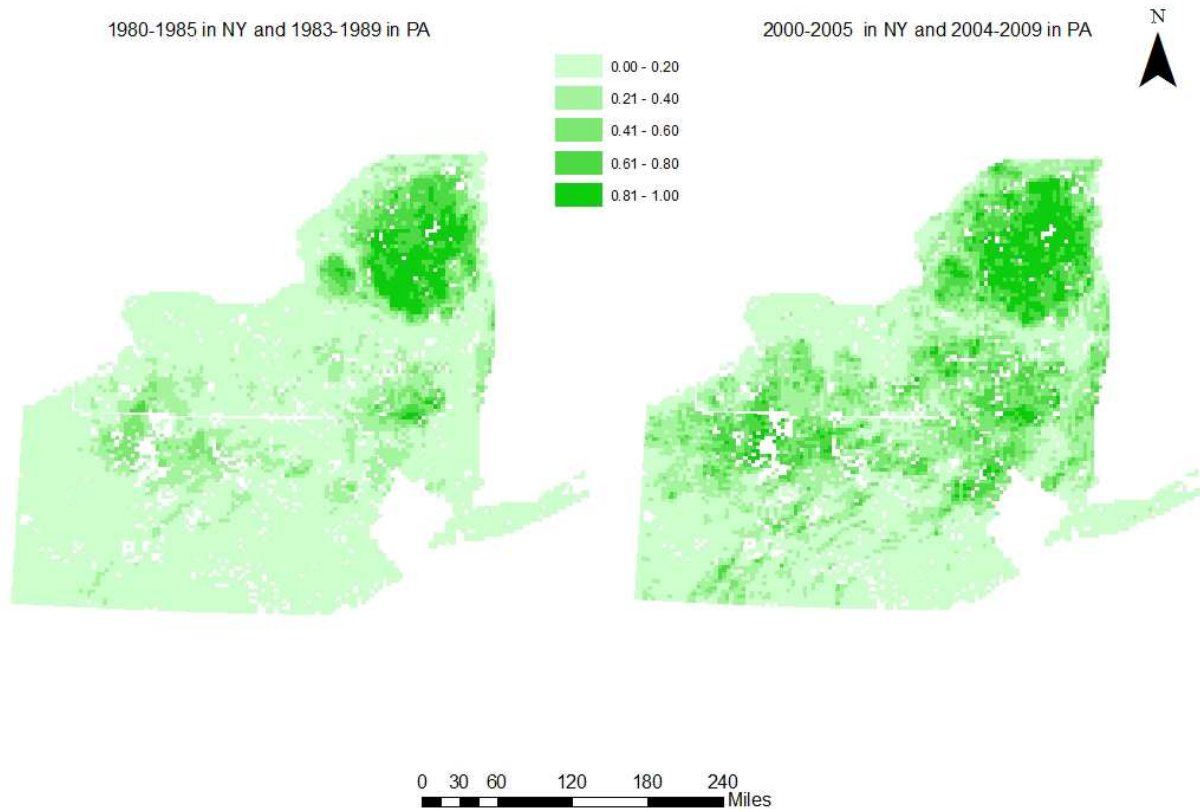 1980-1985 in NY and 1983-1989 in PA
2000-2005 in NY and 2004-2009 in PA
N
0.00 - 0.20
0.21 - 0.40
0.41 - 0.60
0.61 - 0.80
0.81 - 1.00
0 30 60 120 180 240
Miles